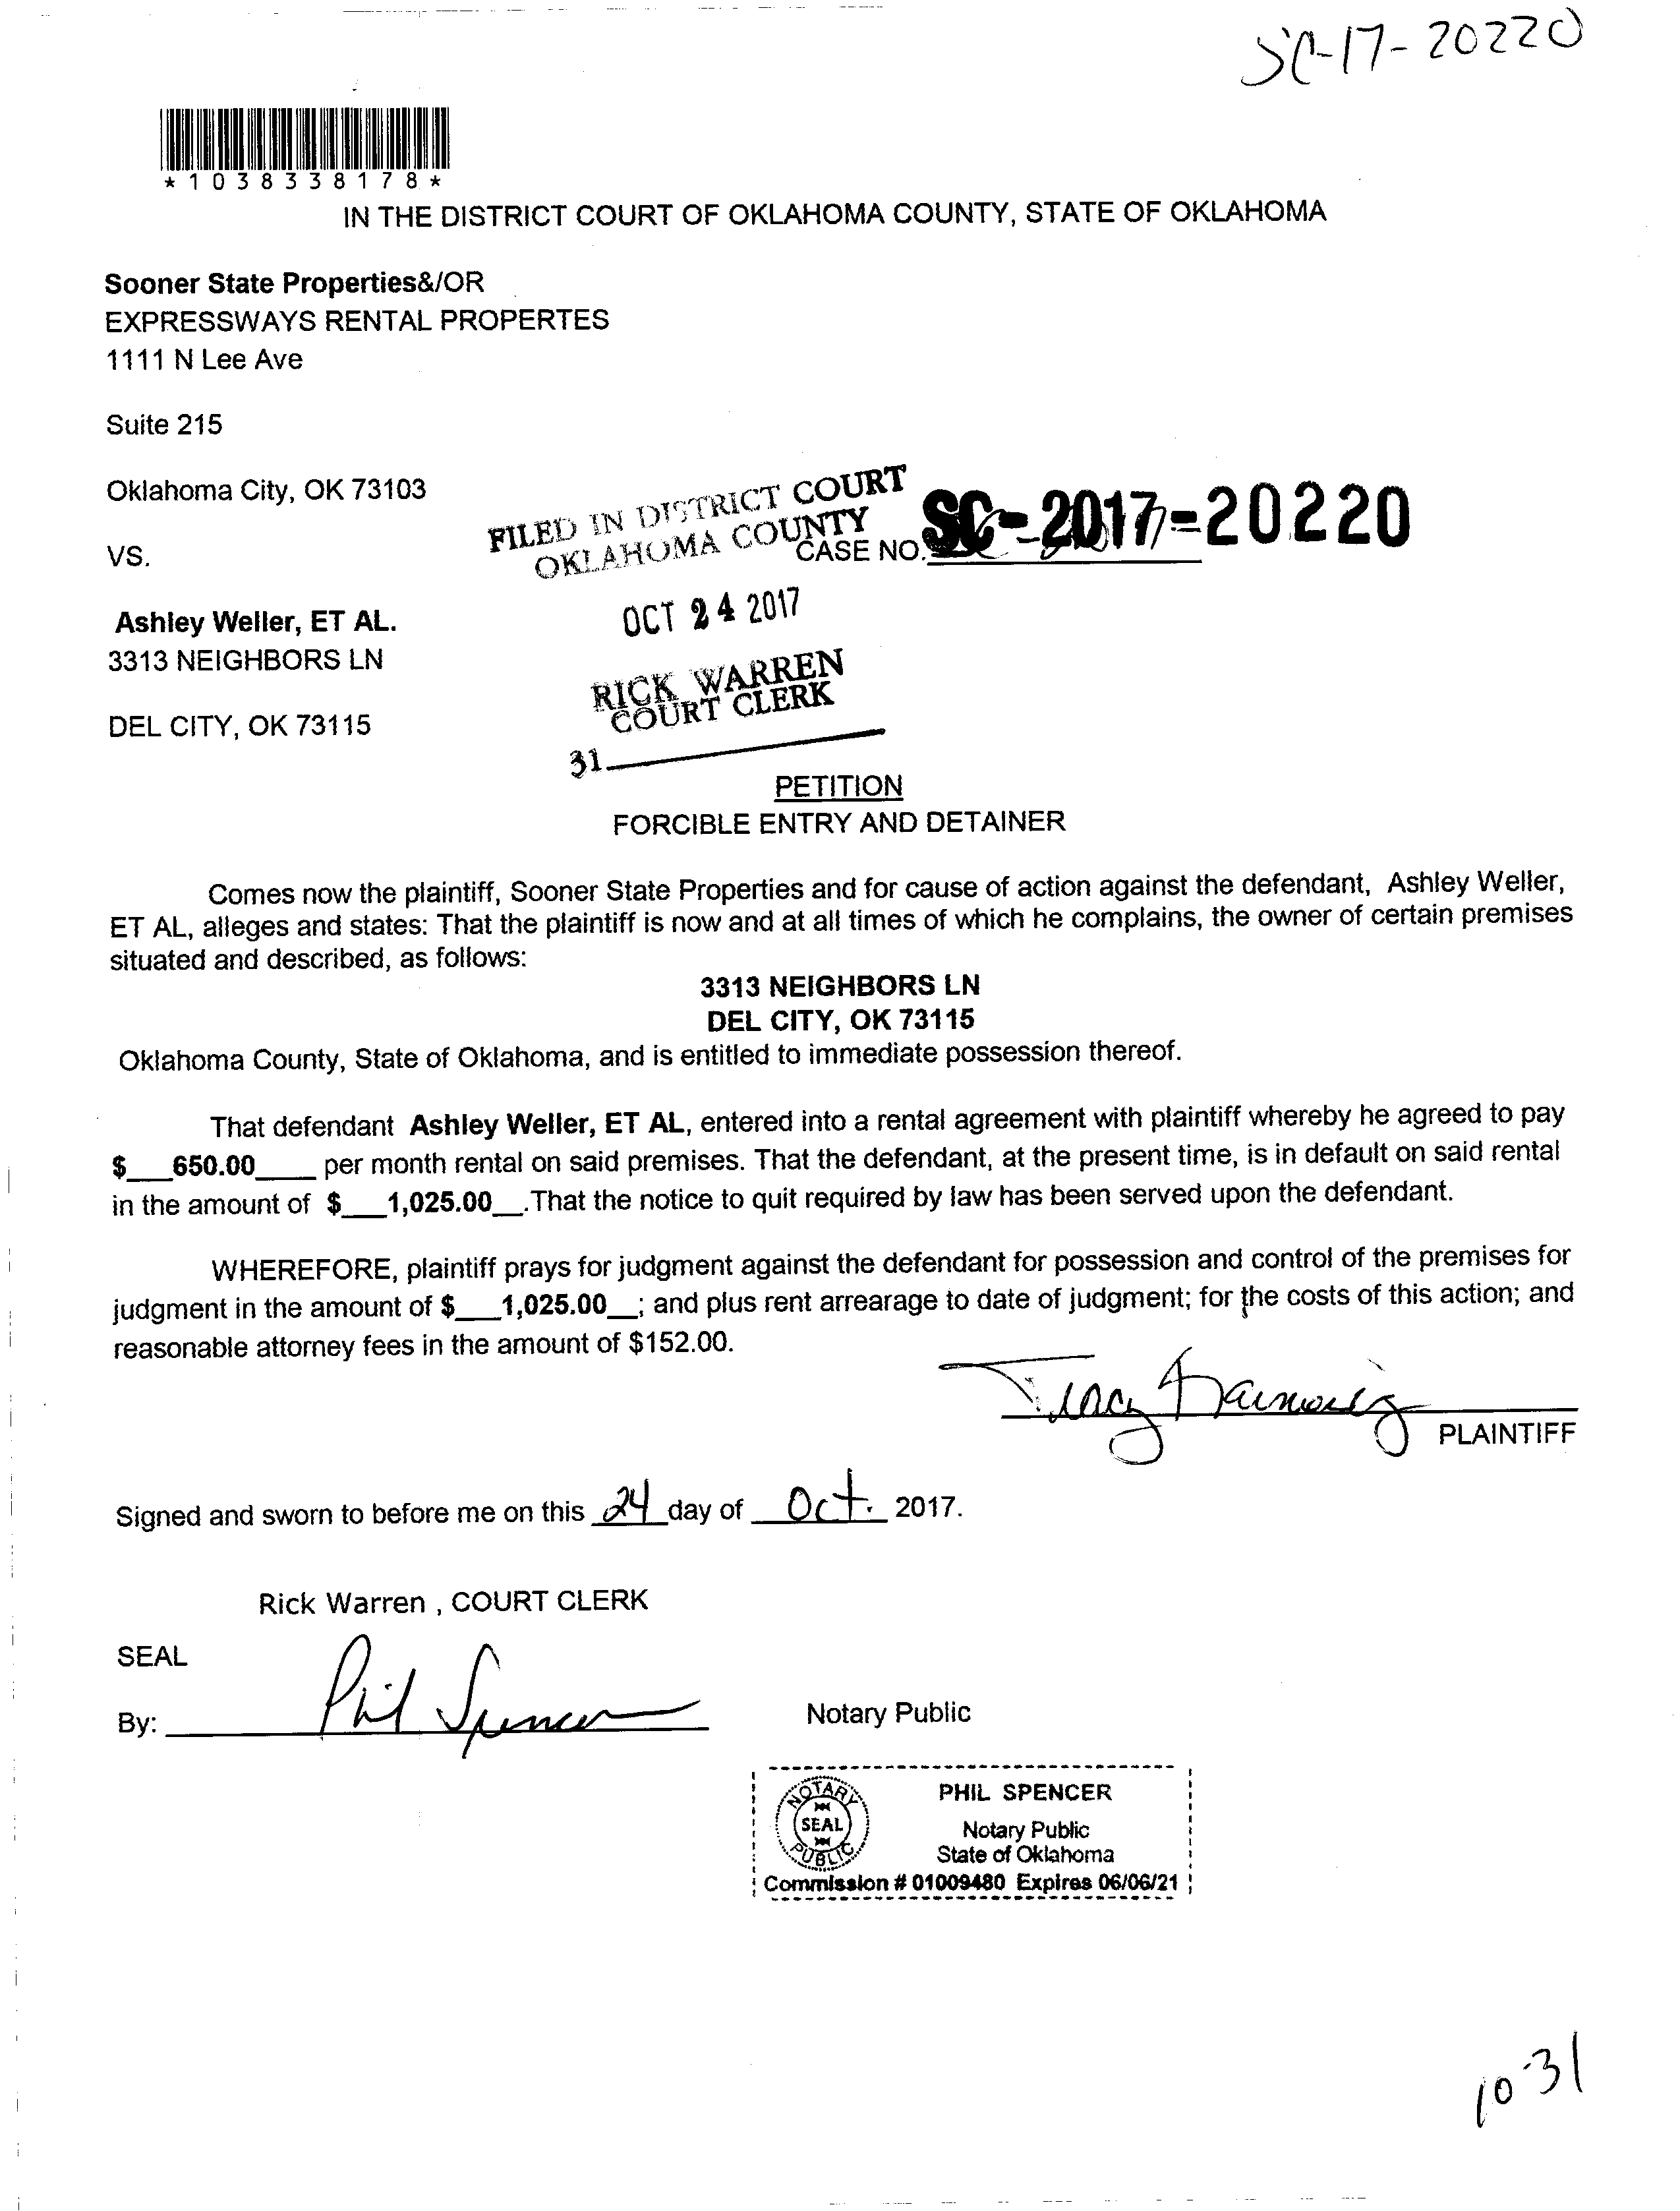 SC-17-20220
*1038338178*
IN THE DISTRICT COURT OF OKLAHOMA COUNTY, STATE OF OKLAHOMA
Sooner State Properties&/OR
EXPRESSWAYS RENTAL PROPERTES
1111 N Lee Ave
Suite 215
Oklahoma City, OK 73103
FILED IN DISTRICT COURT
OKLAHOMA COUNTY
VS.
CASE NO. SC-2017-20220
Ashley Weller, ET AL.
OCT 24 2017
3313 NEIGHBORS LN
RICK WARREN
COURT CLERK
DEL CITY, OK 73115
31
PETITION
FORCIBLE ENTRY AND DETAINER
Comes now the plaintiff, Sooner State Properties and for cause of action against the defendant, Ashley Weller,
ET AL, alleges and states: That the plaintiff is now and at all times of which he complains, the owner of certain premises
situated and described, as follows:
3313 NEIGHBORS LN
DEL CITY, OK 73115
Oklahoma County, State of Oklahoma, and is entitled to immediate possession thereof.
That defendant Ashley Weller, ET AL, entered into a rental agreement with plaintiff whereby he agreed to pay
$___650.00____ per month rental on said premises. That the defendant, at the present time, is in default on said rental
in the amount of $___1,025.00__.That the notice to quit required by law has been served upon the defendant.
WHEREFORE, plaintiff prays for judgment against the defendant for possession and control of the premises for
judgment in the amount of $___1,025.00__; and plus rent arrearage to date of judgment; for the costs of this action; and
reasonable attorney fees in the amount of $152.00.
Tracy
PLAINTIFF
Signed and sworn to before me on this 24 day of Oct. 2017.
Rick Warren , COURT CLERK
SEAL
By: Phil Spencer
Notary Public
NOTARY PUBLIC
SEAL
PHIL SPENCER
Notary Public
State of Oklahoma
Commission # 01009480 Expires 06/06/21
10-31